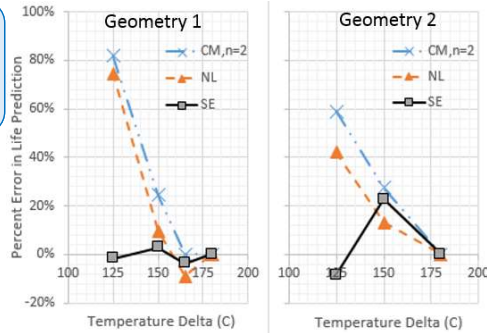 Geometry 1
100%
80%
60%
40%
20%
0%
-20%
Percent Error in Life Prediction
CM,n=2
NL
SE
100 125 150 175 200
Temperature Delta (C)
Geometry 2
CM,n=2
NL
SE
100 125 150 175 200
Temperature Delta (C)